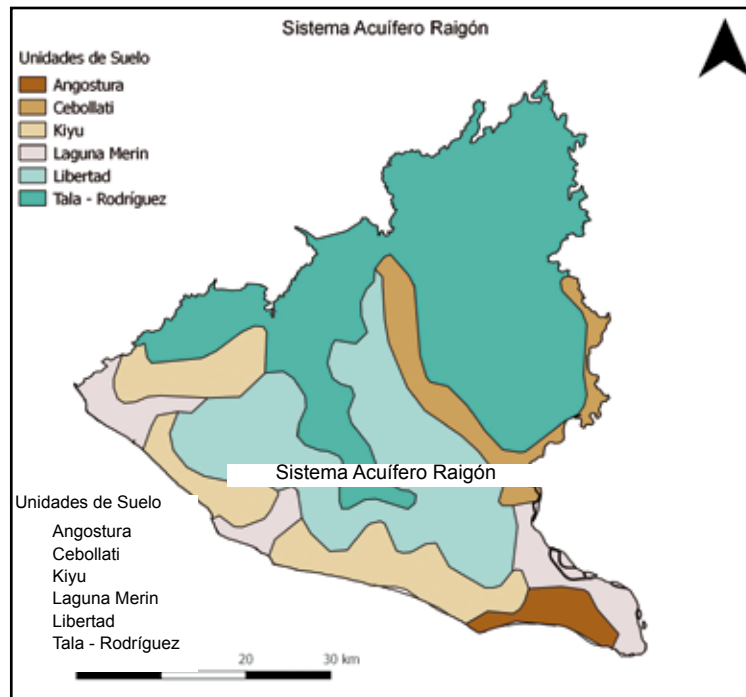 Sistema Acuífero Raigón
Unidades de Suelo
Angostura
Cebollati
Kiyu
Laguna Merin
Libertad
Tala - Rodríguez
Sistema Acuífero Raigón
Unidades de Suelo
Angostura
Cebollati
Kiyu
Laguna Merin
Libertad
Tala - Rodríguez
20 30 km